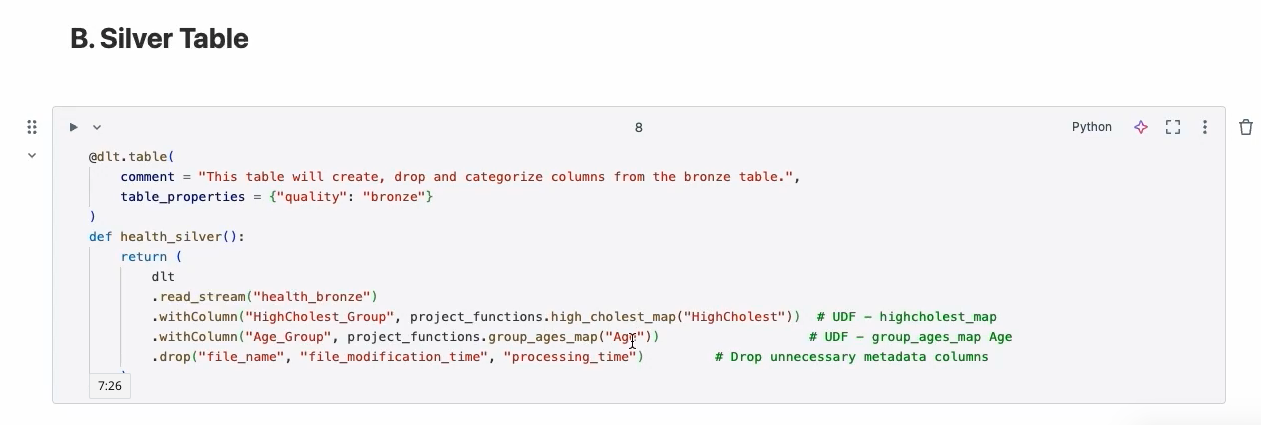 B. Silver Table
8
Python
@dlt.table(
    comment = "This table will create, drop and categorize columns from the bronze table.",
    table_properties = {"quality": "bronze"}
)
def health_silver():
    return (
        dlt
        .read_stream("health_bronze")
        .withColumn("HighCholest_Group", project_functions.high_cholest_map("HighCholest"))  # UDF - highcholest_map
        .withColumn("Age_Group", project_functions.group_ages_map("Age"))                   # UDF - group_ages_map Age
        .drop("file_name", "file_modification_time", "processing_time")         # Drop unnecessary metadata columns
    )
7:26